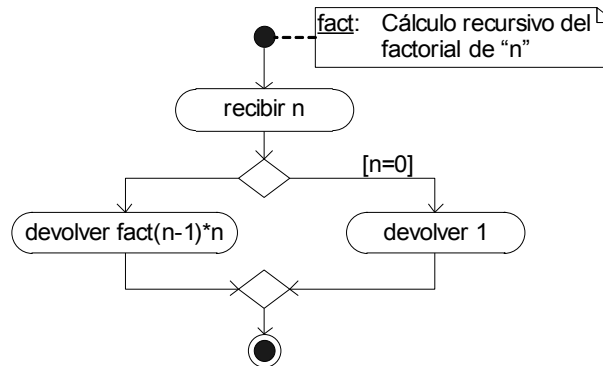 fact: Cálculo recursivo del
factorial de “n”
recibir n
[n=0]
devolver fact(n-1)*n
devolver 1